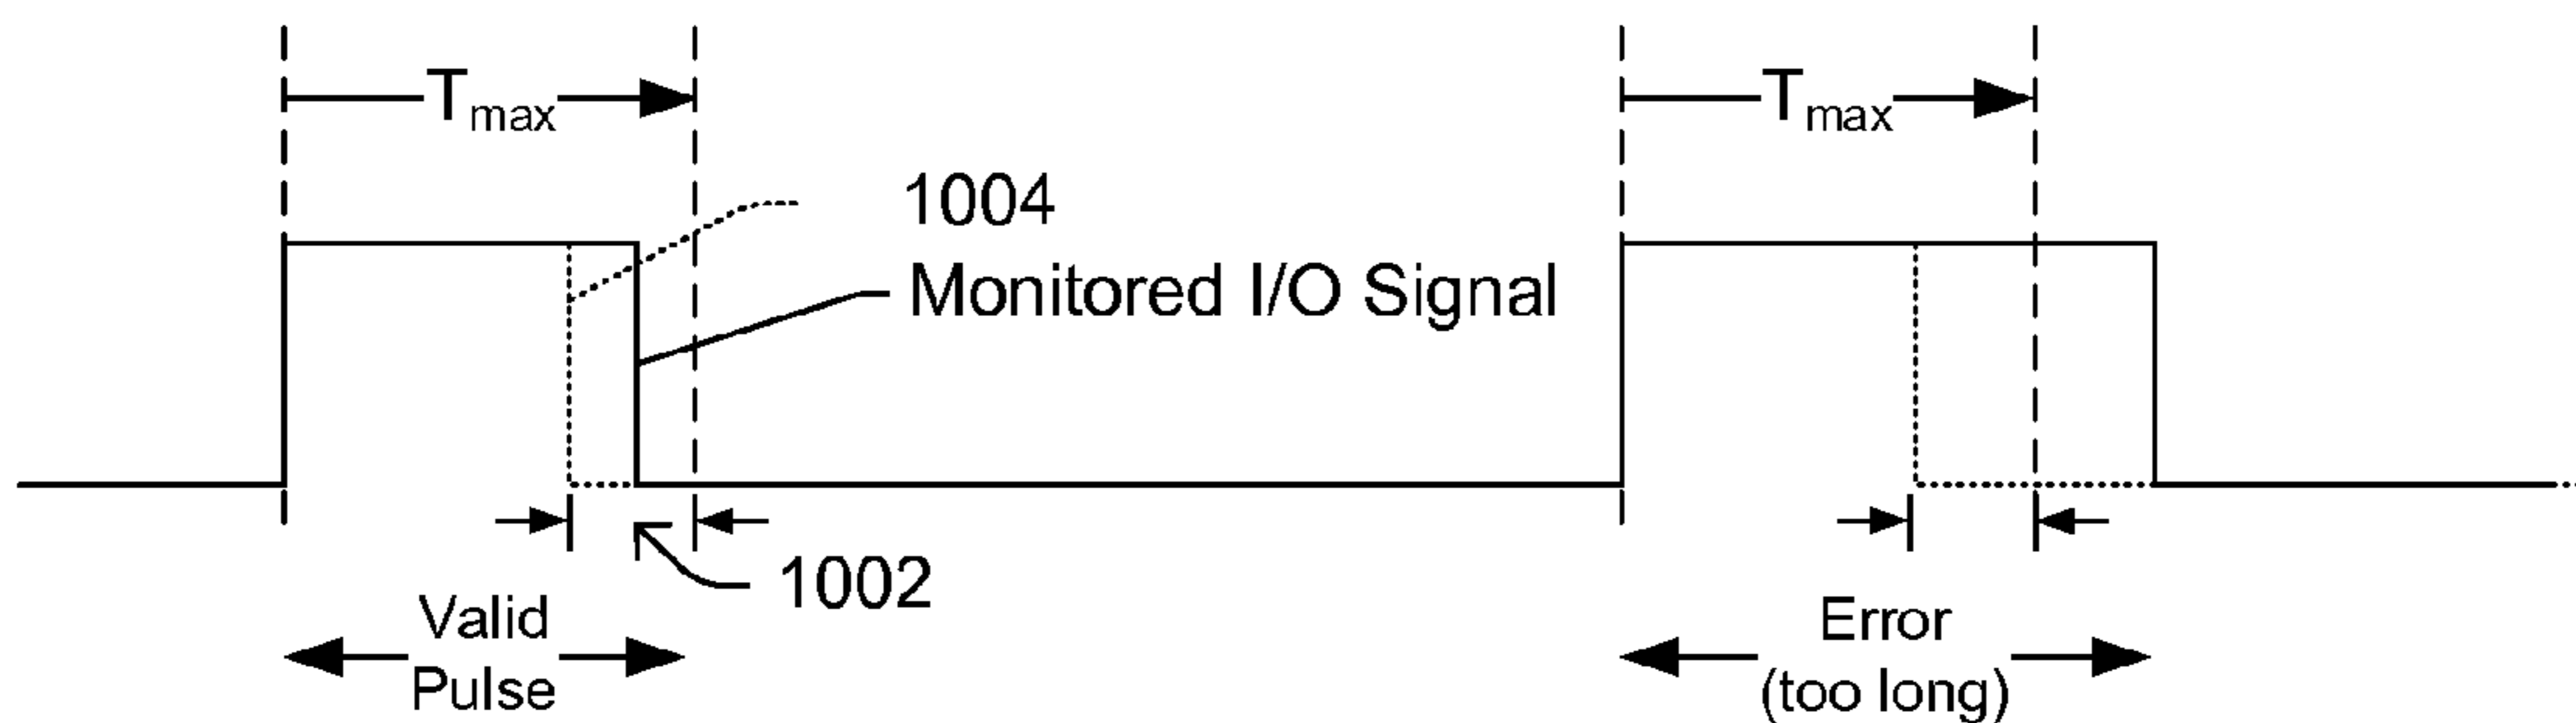 Tmax
Tmax
1004
Monitored I/O Signal
1002
Valid
Pulse
Error
(too long)